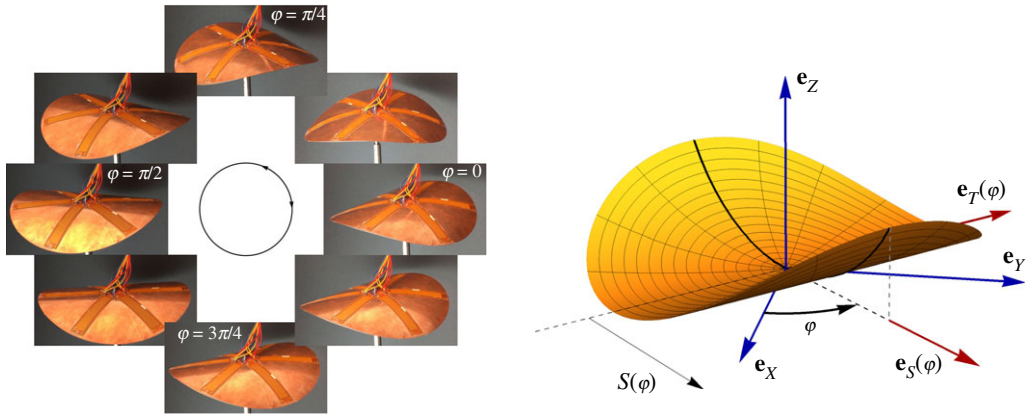 φ = π/4
φ = π/2
φ = 0
φ = 3π/4
e_Z
e_T(φ)
e_Y
φ
e_X
e_S(φ)
S(φ)